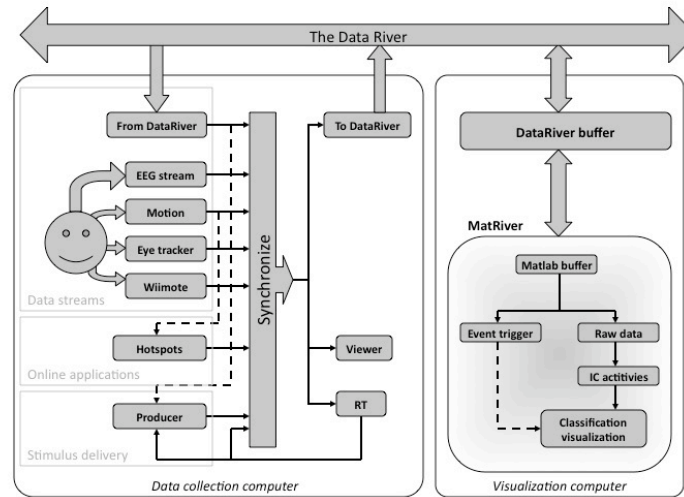 The Data River
From DataRiver
To DataRiver
EEG stream
Motion
Eye tracker
Wiimote
Data streams
Synchronize
Hotspots
Online applications
Viewer
Producer
RT
Stimulus delivery
Data collection computer
DataRiver buffer
MatRiver
Matlab buffer
Event trigger
Raw data
IC actitivies
Classification
visualization
Visualization computer